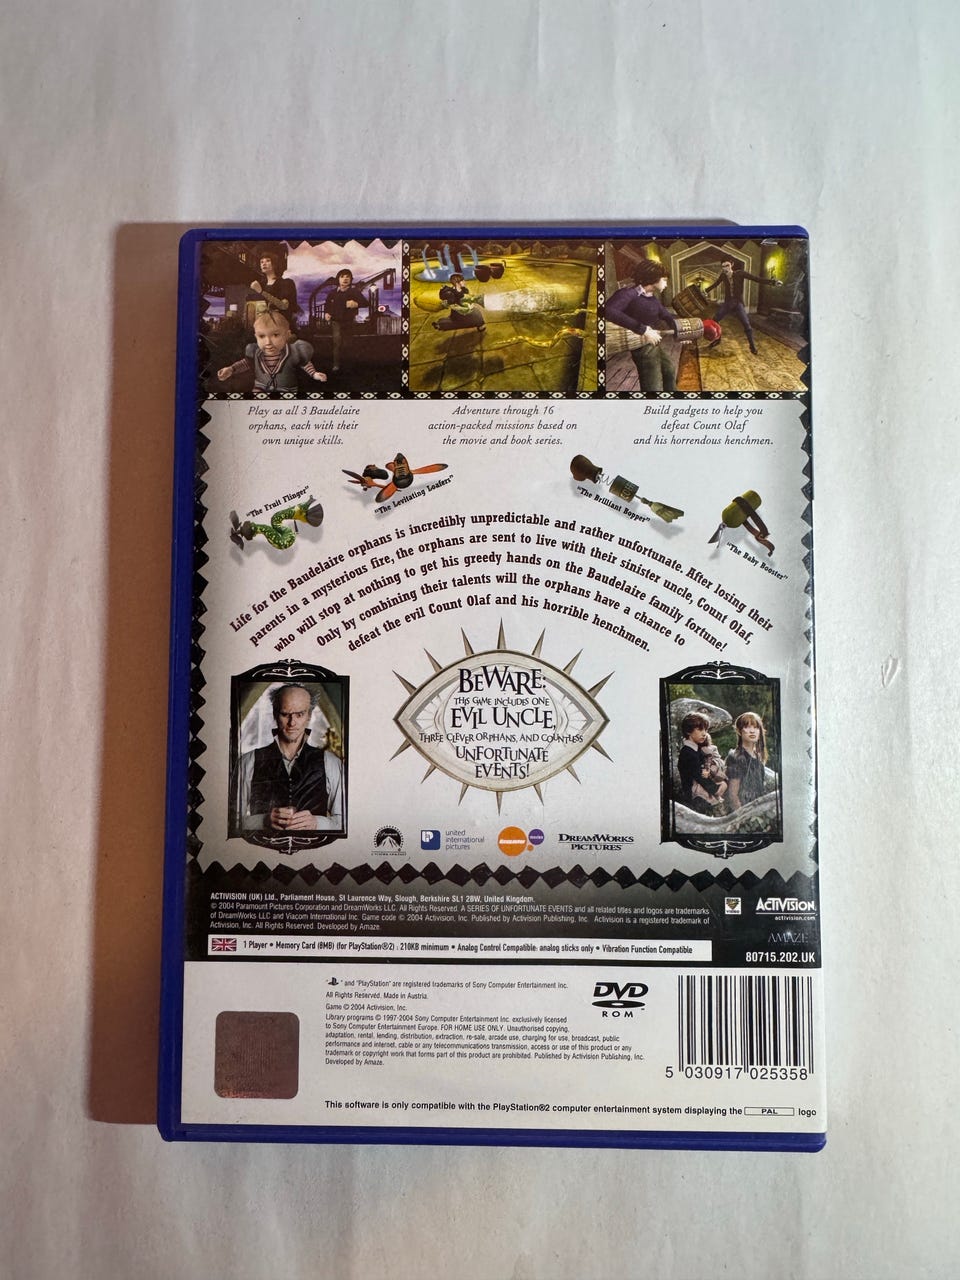 Play as all 3 Baudelaire
orphans, each with their
own unique skills.
Adventure through 16
action-packed missions based on
the movie and book series.
Build gadgets to help you
defeat Count Olaf
and his horrendous henchmen.
"The Fruit Flinger"
"The Levitating Loafers"
"The Brilliant Bopper"
"The Baby Booster"
Life for the Baudelaire orphans is incredibly unpredictable and rather unfortunate. After losing their
parents in a mysterious fire, the orphans are sent to live with their sinister uncle, Count Olaf,
who will stop at nothing to get his greedy hands on the Baudelaire family fortune!
Only by combining their talents will the orphans have a chance to
defeat the evil Count Olaf and his horrible henchmen.
BEWARE:
THIS GAME INCLUDES ONE
EVIL UNCLE,
THREE CLEVER ORPHANS, AND COUNTLESS
UNFORTUNATE
EVENTS!
united
international
pictures
NICKELODEON movies
DREAMWORKS
PICTURES
ACTIVISION (UK) Ltd., Parliament House, St Laurence Way, Slough, Berkshire SL1 2BW, United Kingdom.
© 2004 Paramount Pictures Corporation and DreamWorks LLC. All Rights Reserved. A SERIES OF UNFORTUNATE EVENTS and all related titles and logos are trademarks
of DreamWorks LLC and Viacom International Inc. Game code © 2004 Activision, Inc. Published by Activision Publishing, Inc. Activision is a registered trademark of
Activision, Inc. All Rights Reserved. Developed by Amaze.
ACTIVISION.
activision.com
AMAZE
1 Player • Memory Card (8MB) (for PlayStation®2) : 210KB minimum • Analog Control Compatible: analog sticks only • Vibration Function Compatible
80715.202.UK
" " and "PlayStation" are registered trademarks of Sony Computer Entertainment Inc.
All Rights Reserved. Made in Austria.
Game © 2004 Activision, Inc.
Library programs © 1997-2004 Sony Computer Entertainment Inc. exclusively licensed
to Sony Computer Entertainment Europe. FOR HOME USE ONLY. Unauthorised copying,
adaptation, rental, lending, distribution, extraction, re-sale, arcade use, charging for use, broadcast, public
performance and internet, cable or any telecommunications transmission, access or use of this product or any
trademark or copyright work that forms part of this product are prohibited. Published by Activision Publishing, Inc.
Developed by Amaze.
DVD
ROM
5 030917 025358
This software is only compatible with the PlayStation®2 computer entertainment system displaying the PAL logo